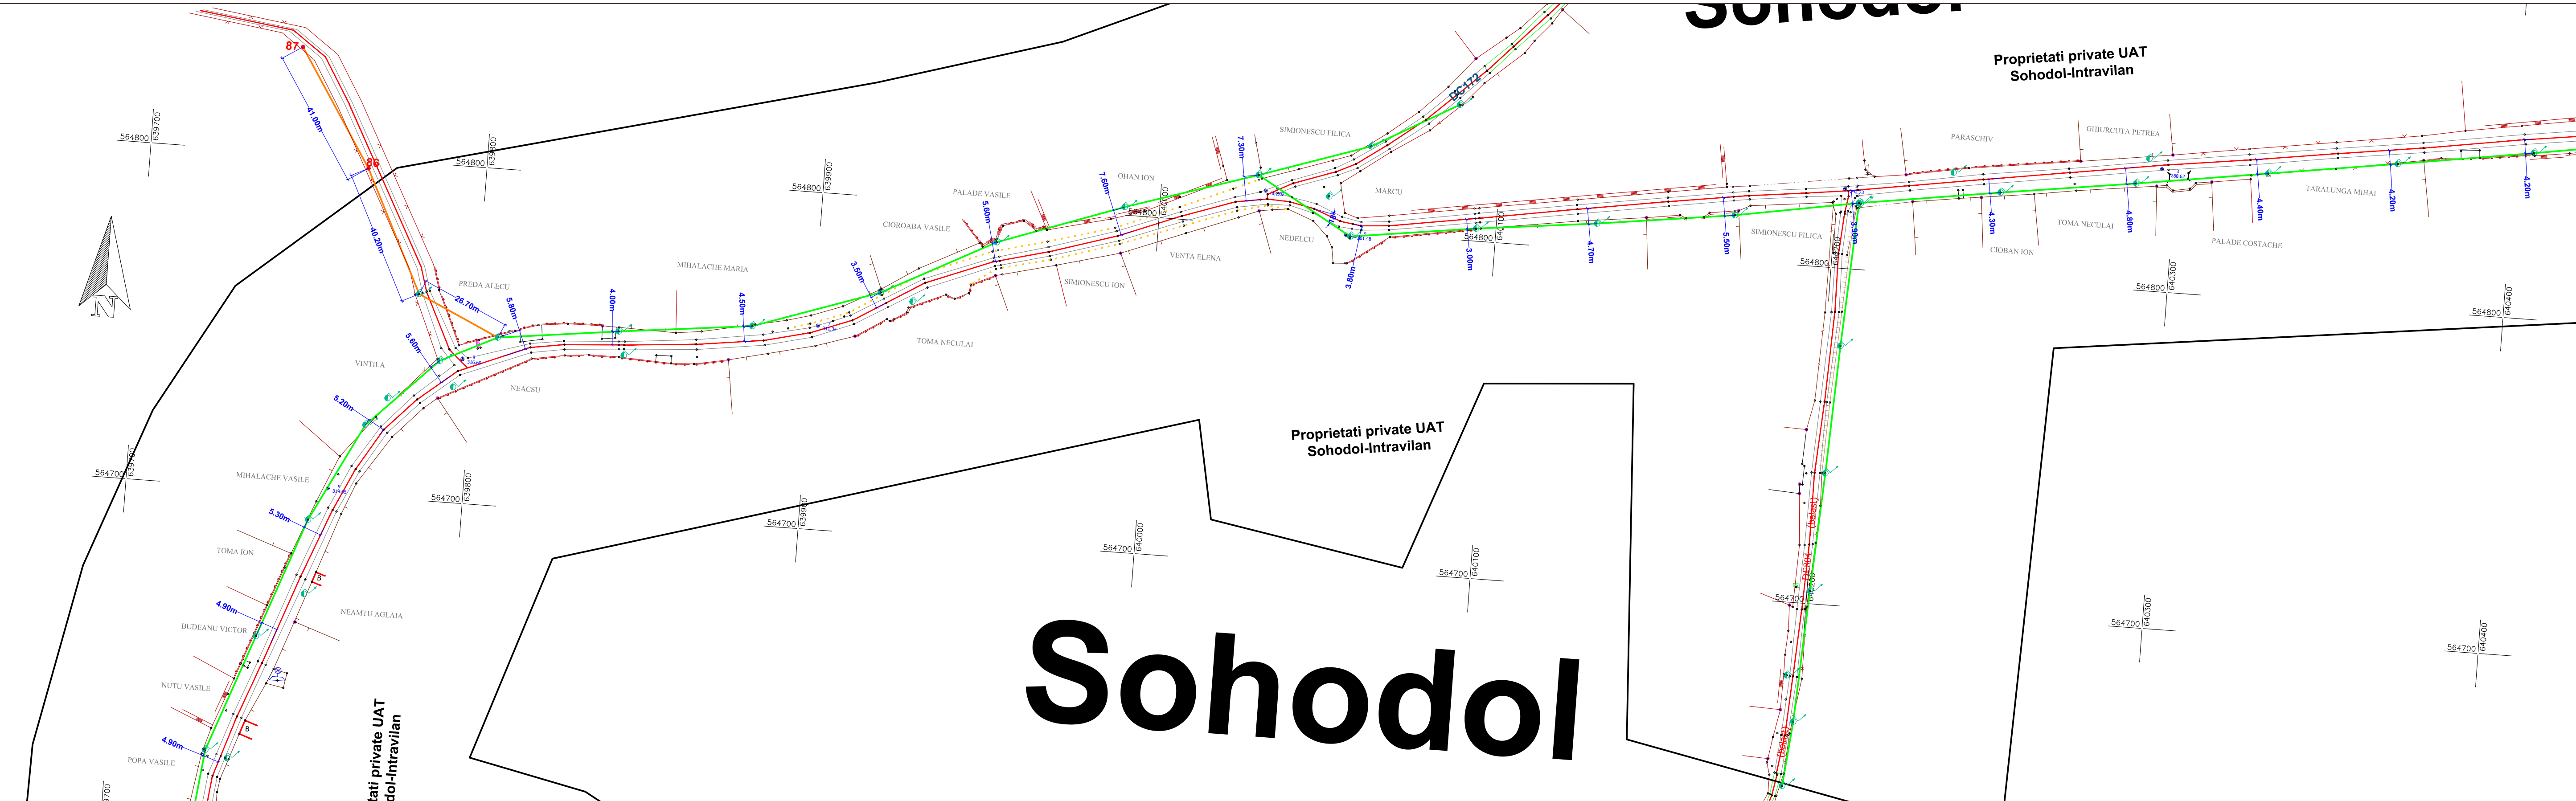 Sohodol
Proprietati private UAT
Sohodol-Intravilan
87
41.00m
86
40.20m
26.70m
564800
639700
564800
639800
564800
639900
564800
640000
564800
640100
564800
640200
564800
640300
564800
640400
DC172
SIMIONESCU FILICA
PARASCHIV
GHIURCUTA PETREA
MARCU
OHAN ION
PALADE VASILE
CIOROABA VASILE
MIHALACHE MARIA
PREDA ALECU
VINTILA
NEACSU
TOMA NECULAI
SIMIONESCU ION
VENTA ELENA
NEDELCU
SIMIONESCU FILICA
CIOBAN ION
TOMA NECULAI
PALADE COSTACHE
TARALUNGA MIHAI
5.60m
5.80m
4.00m
4.50m
3.50m
5.60m
7.60m
7.30m
3.80m
3.00m
4.70m
5.50m
3.50m
4.30m
4.80m
4.40m
4.20m
4.20m
N
5.20m
MIHALACHE VASILE
5.30m
TOMA ION
4.90m
BUDEANU VICTOR
NEAMTU AGLAIA
NUTU VASILE
4.90m
POPA VASILE
B
B
Proprietati private UAT
Sohodol-Intravilan
564700
639700
564700
639800
564700
639900
564700
640000
564700
640100
564700
640200
564700
640300
564700
640400
(balast)
(balast)
Sohodol
tati private UAT
dol-Intravilan